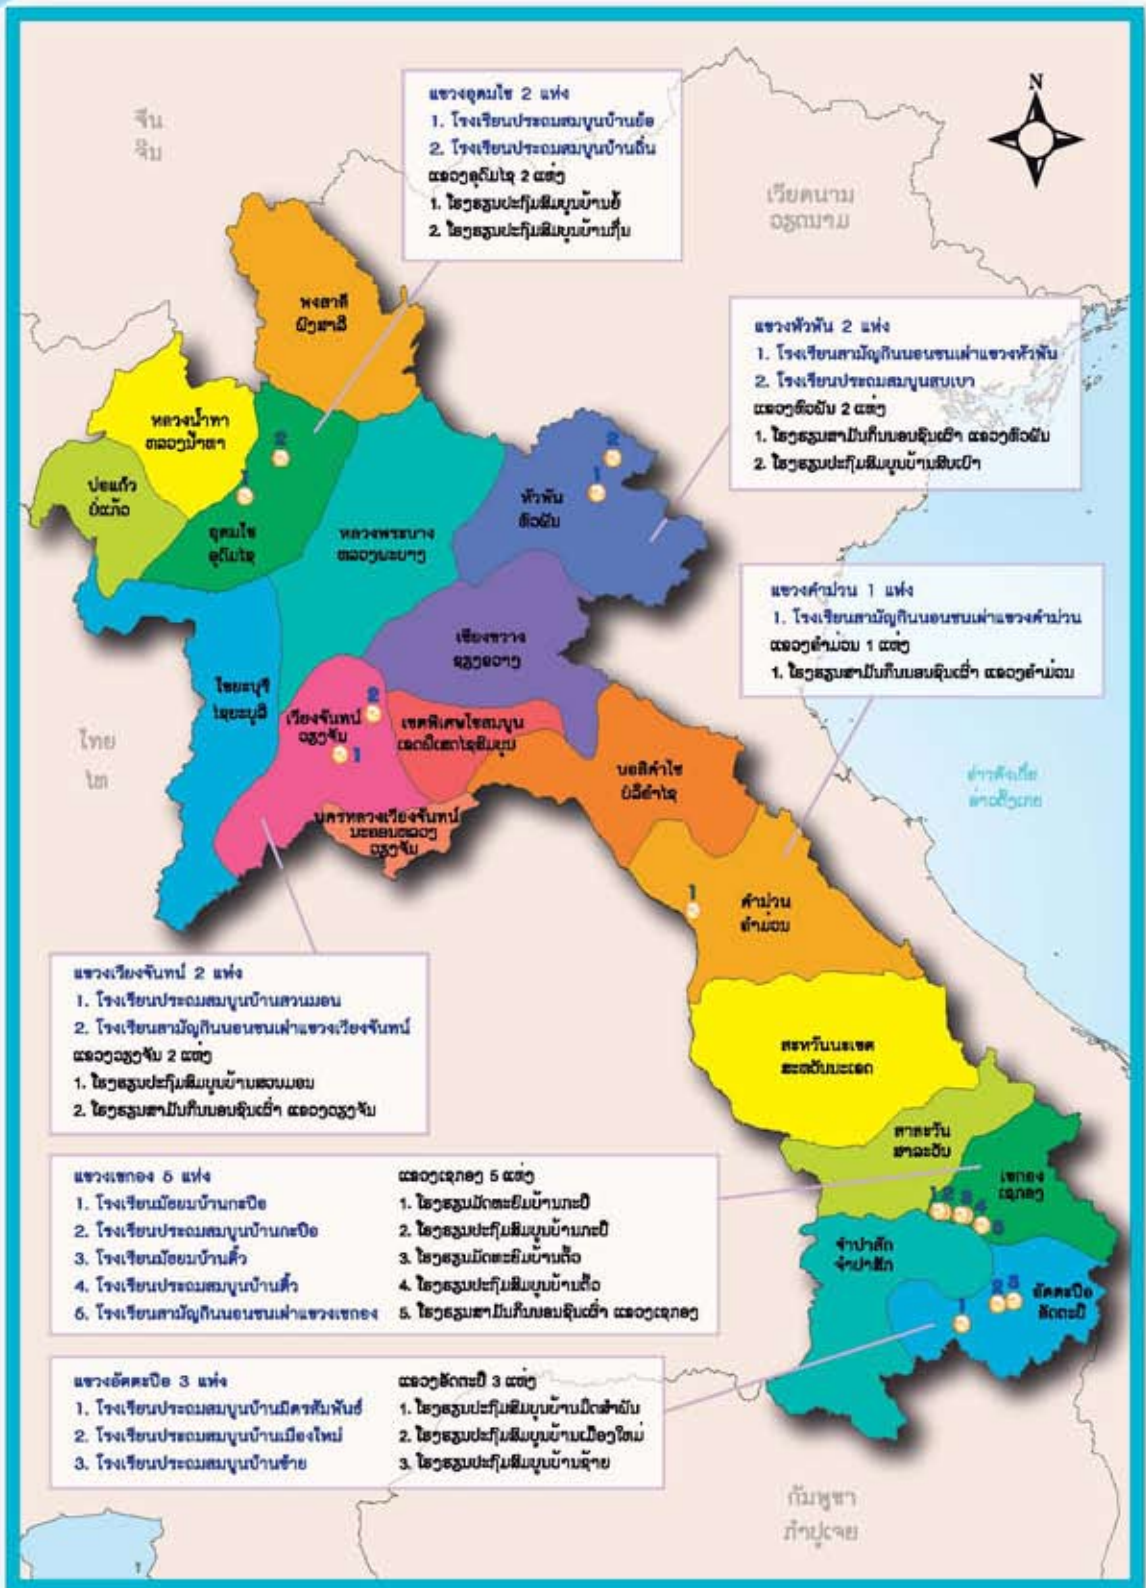 N
จีน
ຈີນ
เวียดนาม
ວຽດນາມ
แขวงอุดมไซ 2 แห่ง
1. โรงเรียนประถมสมบูนบ้านย้อ
2. โรงเรียนประถมสมบูนบ้านถิ่น
ແຂວງອຸດົມໄຊ 2 ແຫ່ງ
1. ໂຮງຮຽນປະຖົມສົມບູນບ້ານຍໍ້
2. ໂຮງຮຽນປະຖົມສົມບູນບ້ານຖິ່ນ
พงสาลี
ຜົ້ງສາລີ
แขวงหัวพัน 2 แห่ง
1. โรงเรียนสามัญกินนอนชนเผ่าแขวงหัวพัน
2. โรงเรียนประถมสมบูนสบเบา
ແຂວງຫົວພັນ 2 ແຫ່ງ
1. ໂຮງຮຽນສາມັນກິນນອນຊົນເຜົ່າ ແຂວງຫົວພັນ
2. ໂຮງຮຽນປະຖົມສົມບູນບ້ານສົບເບົາ
หลวงน้ำทา
ຫລວງນ້ຳທາ
2
1
บ่อแก้ว
ບໍ່ແກ້ວ
อุดมไซ
ອຸດົມໄຊ
หลวงพระบาง
ຫລວງພະບາງ
2
1
หัวพัน
ຫົວພັນ
แขวงคำม่วน 1 แห่ง
1. โรงเรียนสามัญกินนอนชนเผ่าแขวงคำม่วน
ແຂວງຄຳມ່ວນ 1 ແຫ່ງ
1. ໂຮງຮຽນສາມັນກິນນອນຊົນເຜົ່າ ແຂວງຄຳມ່ວນ
เชียงขวาง
ຊຽງຂວາງ
ไซยะบุรี
ໄຊຍະບູລີ
2
เวียงจันทน์
ວຽງຈັນ
1
เขตพิเศษไซสมบูน
ເຂດພິເສດໄຊສົມບູນ
ไทย
ໄທ
บอลิคำไซ
ບໍລິຄຳໄຊ
อ่าวตังเกี๋ย
ອ່າວຕົງເກຍ
นครหลวงเวียงจันทน์
ນະຄອນຫລວງ
ວຽງຈັນ
1
คำม่วน
ຄຳມ່ວນ
แขวงเวียงจันทน์ 2 แห่ง
1. โรงเรียนประถมสมบูนบ้านสวนมอน
2. โรงเรียนสามัญกินนอนชนเผ่าแขวงเวียงจันทน์
ແຂວງວຽງຈັນ 2 ແຫ່ງ
1. ໂຮງຮຽນປະຖົມສົມບູນບ້ານສວນມອນ
2. ໂຮງຮຽນສາມັນກິນນອນຊົນເຜົ່າ ແຂວງວຽງຈັນ
สะหวันนะเขต
ສະຫວັນນະເຂດ
สาละวัน
ສາລະວັນ
เซกอง
ເຊກອງ
1 2 3 4 5
แขวงเซกอง 5 แห่ง
1. โรงเรียนมัธยมบ้านกะปือ
2. โรงเรียนประถมสมบูนบ้านกะปือ
3. โรงเรียนมัธยมบ้านดิ้ว
4. โรงเรียนประถมสมบูนบ้านดิ้ว
5. โรงเรียนสามัญกินนอนชนเผ่าแขวงเซกอง
ແຂວງເຊກອງ 5 ແຫ່ງ
1. ໂຮງຮຽນມັດທະຍົມບ້ານກະປື
2. ໂຮງຮຽນປະຖົມສົມບູນບ້ານກະປື
3. ໂຮງຮຽນມັດທະຍົມບ້ານດິ້ວ
4. ໂຮງຮຽນປະຖົມສົມບູນບ້ານດິ້ວ
5. ໂຮງຮຽນສາມັນກິນນອນຊົນເຜົ່າ ແຂວງເຊກອງ
จำปาสัก
ຈຳປາສັກ
2 3
1
อัตตะปือ
ອັດຕະປື
แขวงอัตตะปือ 3 แห่ง
1. โรงเรียนประถมสมบูนบ้านมิตรสัมพันธ์
2. โรงเรียนประถมสมบูนบ้านเมืองใหม่
3. โรงเรียนประถมสมบูนบ้านซ้าย
ແຂວງອັດຕະປື 3 ແຫ່ງ
1. ໂຮງຮຽນປະຖົມສົມບູນບ້ານມິດສຳພັນ
2. ໂຮງຮຽນປະຖົມສົມບູນບ້ານເມືອງໃໝ່
3. ໂຮງຮຽນປະຖົມສົມບູນບ້ານຊ້າຍ
กัมพูชา
ກຳປູເຈຍ